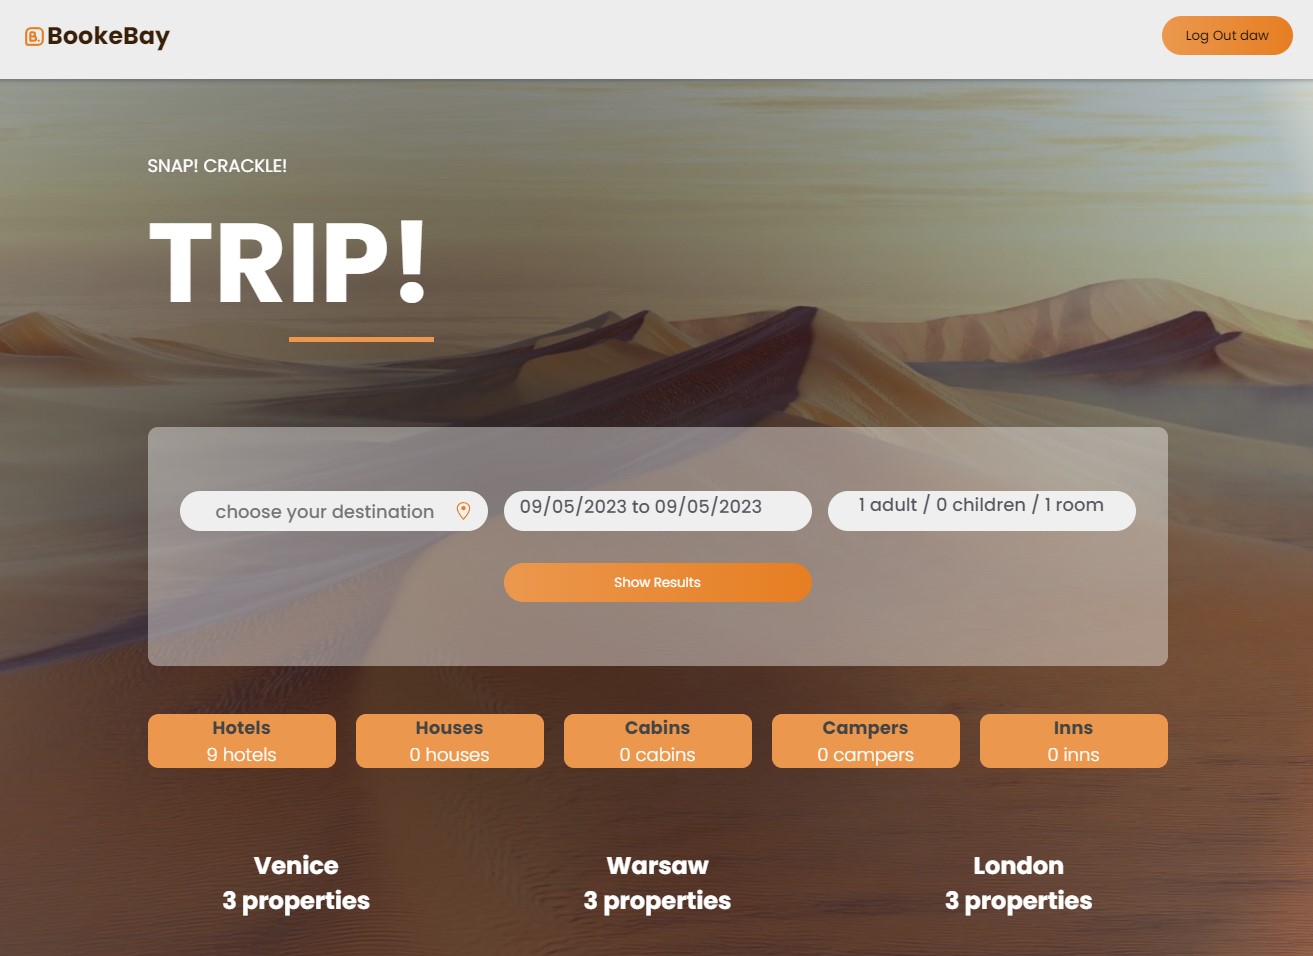 B. BookeBay
Log Out daw
SNAP! CRACKLE!
TRIP!
choose your destination
09/05/2023 to 09/05/2023
1 adult / 0 children / 1 room
Show Results
Hotels
9 hotels
Houses
0 houses
Cabins
0 cabins
Campers
0 campers
Inns
0 inns
Venice
3 properties
Warsaw
3 properties
London
3 properties